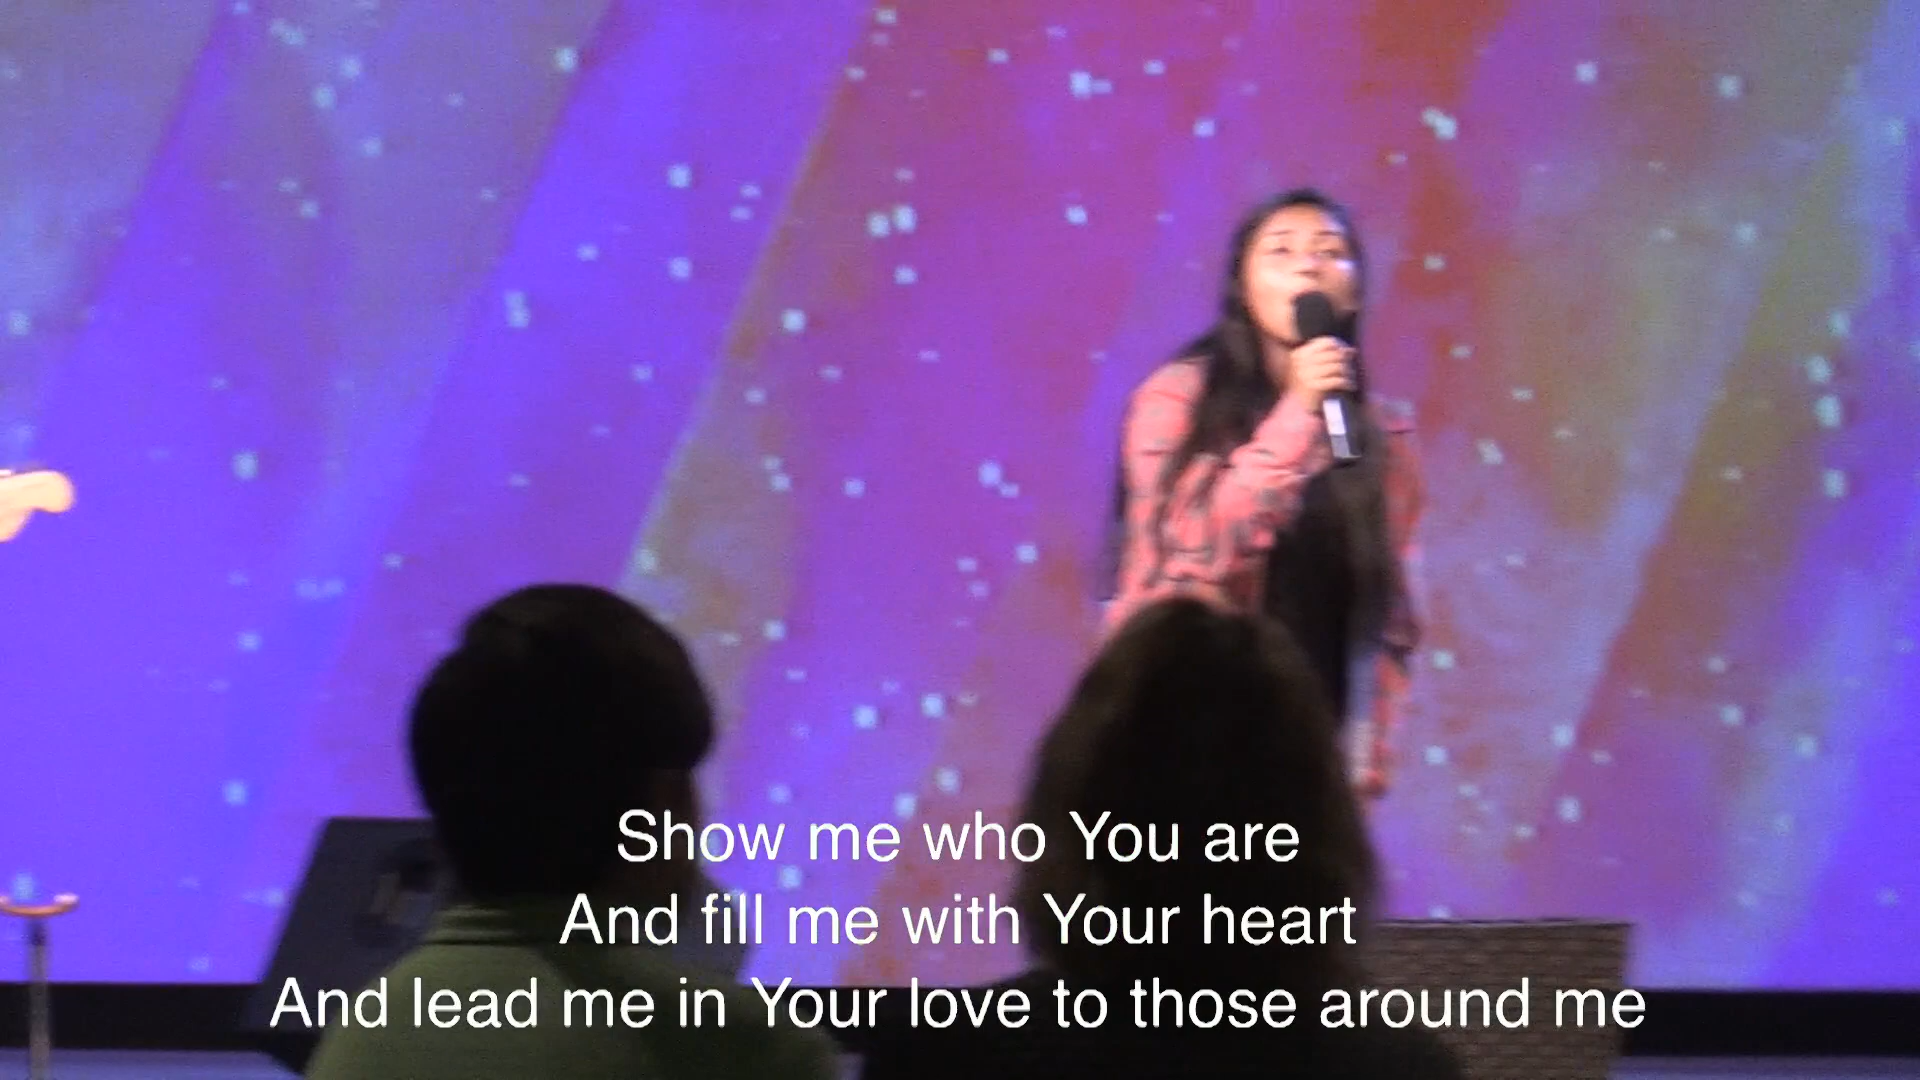 Show me who You are
And fill me with Your heart
And lead me in Your love to those around me